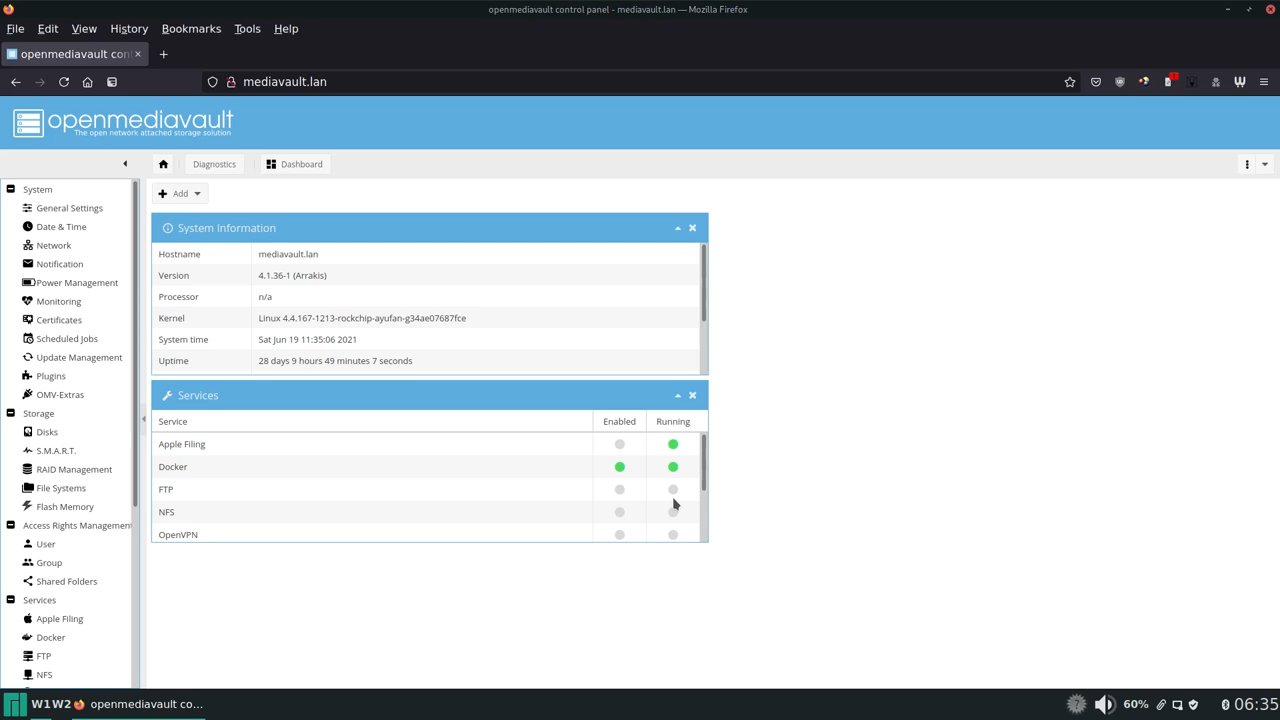 openmediavault control panel - mediavault.lan — Mozilla Firefox
File Edit View History Bookmarks Tools Help
openmediavault con
mediavault.lan
openmediavault
The open network attached storage solution
Diagnostics
Dashboard
Add
System
General Settings
Date & Time
Network
Notification
Power Management
Monitoring
Certificates
Scheduled Jobs
Update Management
Plugins
OMV-Extras
Storage
Disks
S.M.A.R.T.
RAID Management
File Systems
Flash Memory
Access Rights Management
User
Group
Shared Folders
Services
Apple Filing
Docker
FTP
NFS
System Information
Hostname mediavault.lan
Version 4.1.36-1 (Arrakis)
Processor n/a
Kernel Linux 4.4.167-1213-rockchip-ayufan-g34ae07687fce
System time Sat Jun 19 11:35:06 2021
Uptime 28 days 9 hours 49 minutes 7 seconds
Services
Service Enabled Running
Apple Filing
Docker
FTP
NFS
OpenVPN
W1 W2 openmediavault co... 60% 06:35